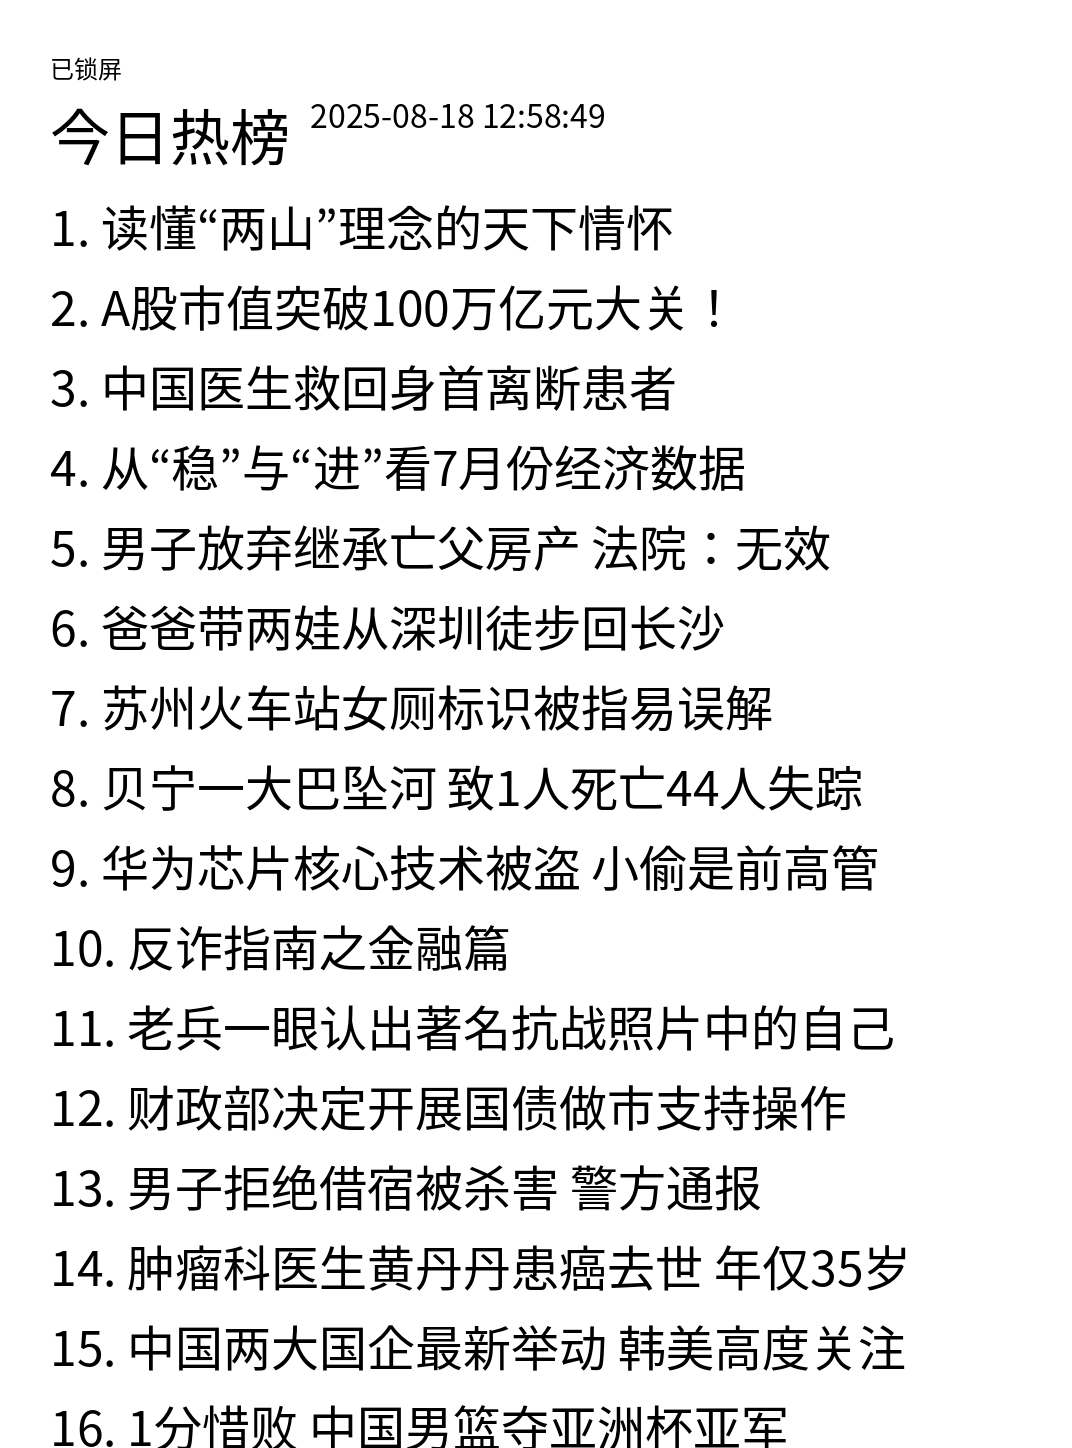 已锁屏
今日热榜 2025-08-18 12:58:49
1. 读懂“两山”理念的天下情怀
2. A股市值突破100万亿元大关！
3. 中国医生救回身首离断患者
4. 从“稳”与“进”看7月份经济数据
5. 男子放弃继承亡父房产 法院：无效
6. 爸爸带两娃从深圳徒步回长沙
7. 苏州火车站女厕标识被指易误解
8. 贝宁一大巴坠河 致1人死亡44人失踪
9. 华为芯片核心技术被盗 小偷是前高管
10. 反诈指南之金融篇
11. 老兵一眼认出著名抗战照片中的自己
12. 财政部决定开展国债做市支持操作
13. 男子拒绝借宿被杀害 警方通报
14. 肿瘤科医生黄丹丹患癌去世 年仅35岁
15. 中国两大国企最新举动 韩美高度关注
16. 1分惜败 中国男篮夺亚洲杯亚军